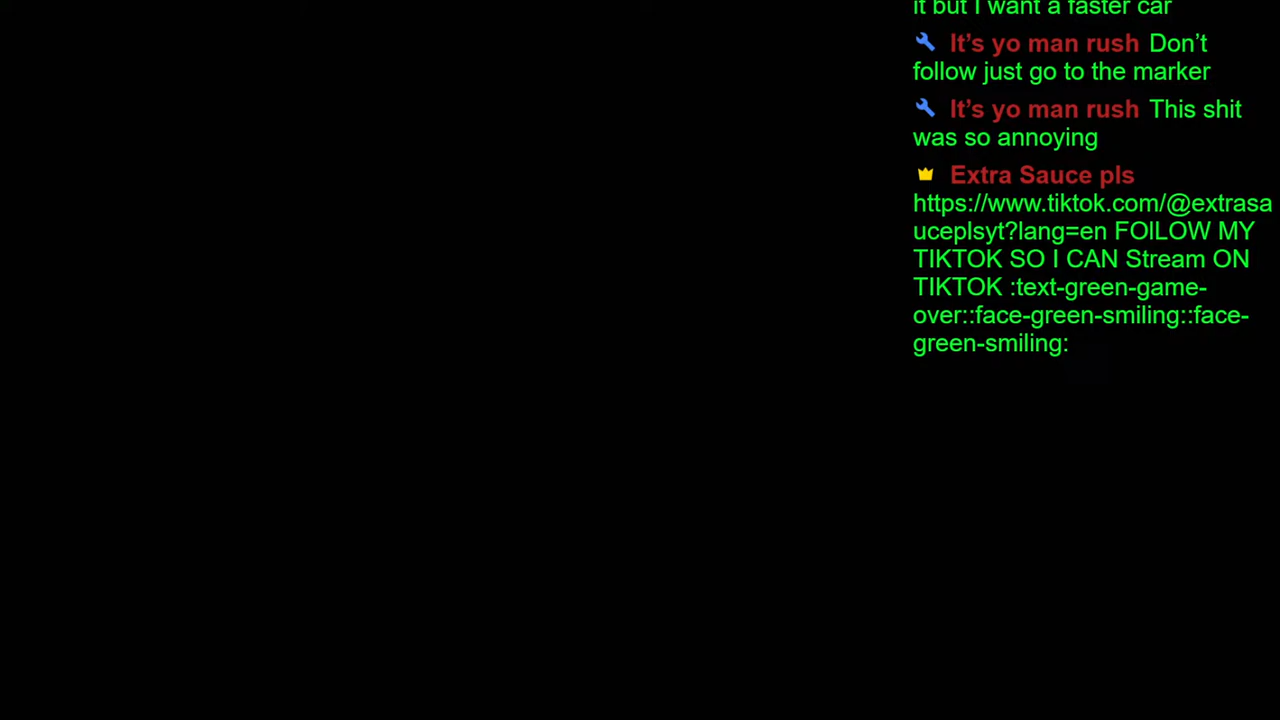 it but I want a faster car
It’s yo man rush Don’t
follow just go to the marker
It’s yo man rush This shit
was so annoying
Extra Sauce pls
https://www.tiktok.com/@extrasa
uceplsyt?lang=en FOlLOW MY
TIKTOK SO I CAN Stream ON
TIKTOK :text-green-game-
over::face-green-smiling::face-
green-smiling: